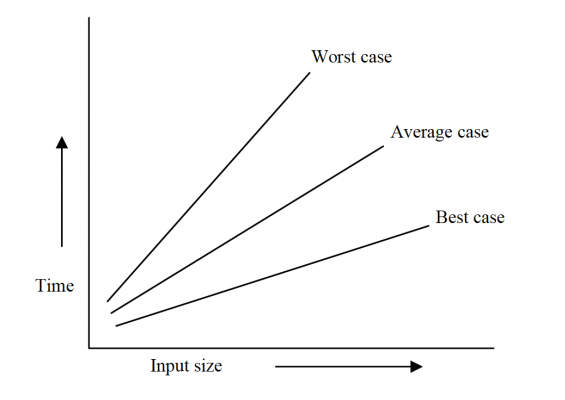 Worst case
Average case
Best case
Time
Input size